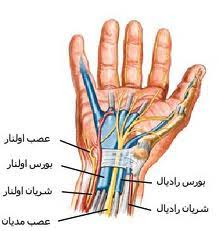 عصب اولنار
بورس اولنار
شریان اولنار
عصب مدیان
بورس رادیال
شریان رادیال